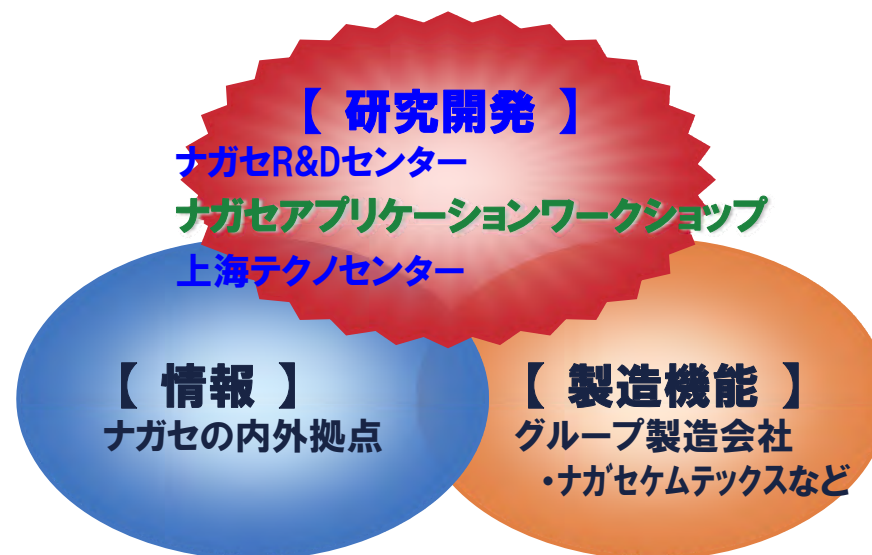 【 研究開発 】
ナガセR&Dセンター
ナガセアプリケーションワークショップ
上海テクノセンター
【 情報 】
ナガセの内外拠点
【 製造機能 】
グループ製造会社
・ナガセケムテックスなど